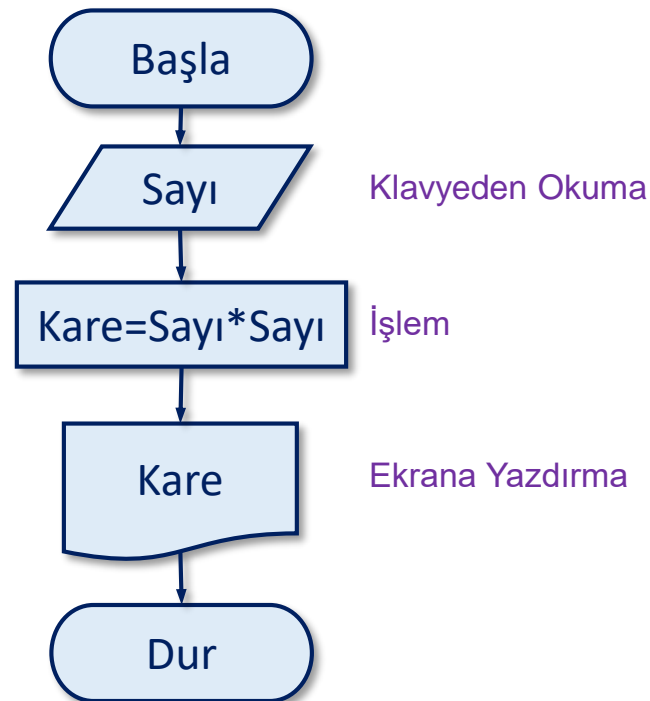 Başla
Sayı
Klavyeden Okuma
Kare=Sayı*Sayı
İşlem
Kare
Ekrana Yazdırma
Dur